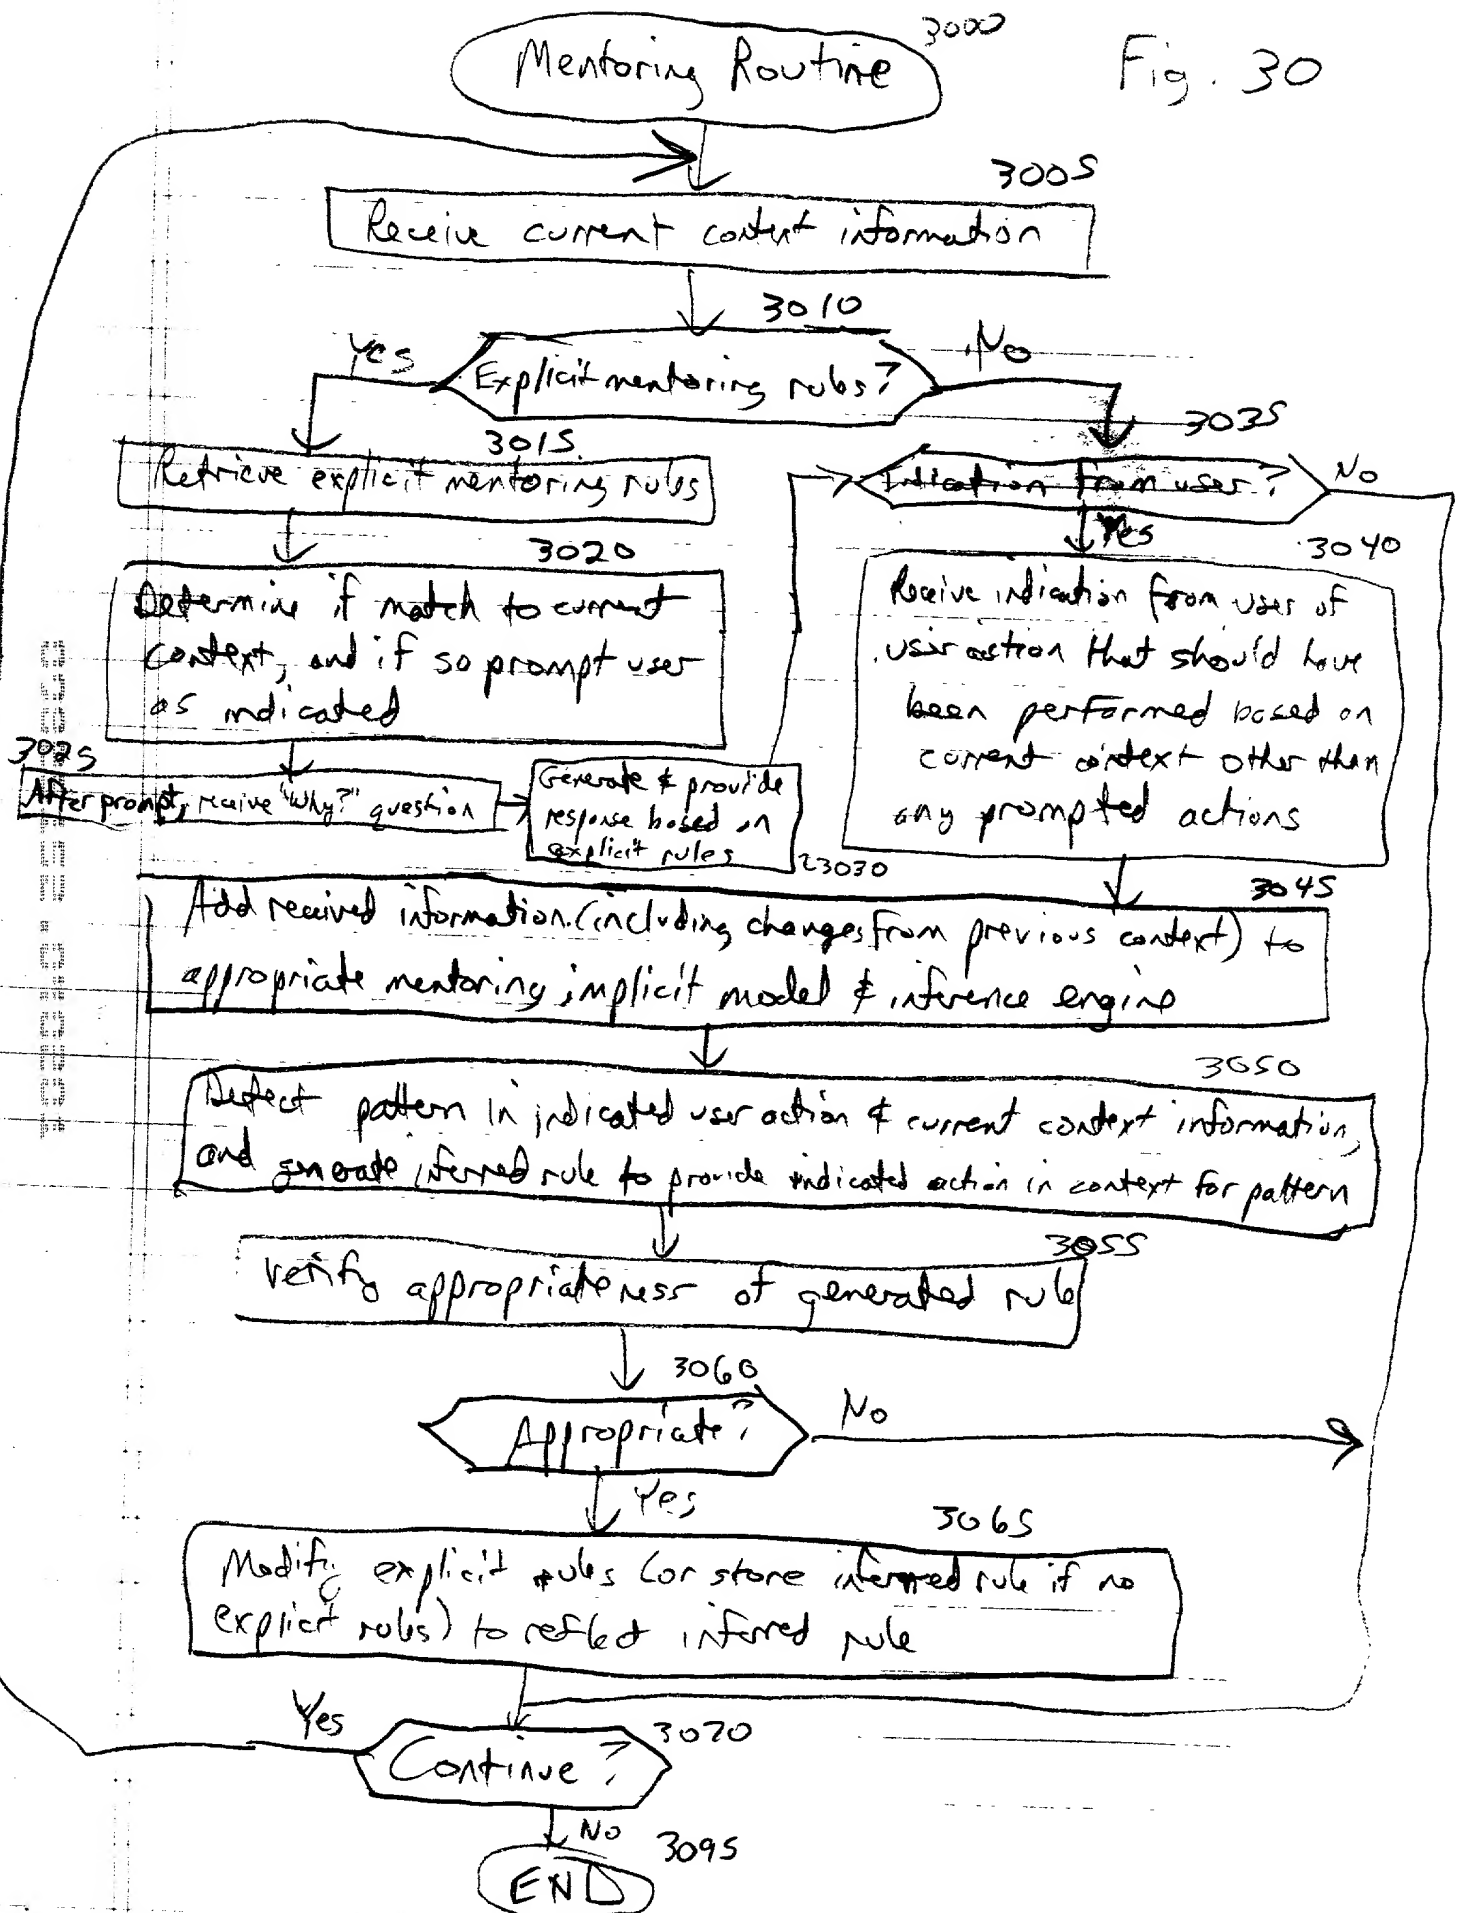 3000
Mentoring Routine
Fig. 30
3005
Receive current context information
3010
Yes
No
Explicit mentoring rules?
3015
Retrieve explicit mentoring rules
3035
Indication from user?
No
Yes
3020
Determine if match to current
context, and if so prompt user
as indicated
3040
Receive indication from user of
user action that should have
been performed based on
current context other than
any prompted actions
3025
After prompt, receive "Why?" question
Generate & provide
response based on
explicit rules
3030
3045
Add received information (including changes from previous context) to
appropriate mentoring implicit model & inference engine
3050
Detect pattern in indicated user action & current context information,
and generate inferred rule to provide indicated action in context for pattern
3055
Verify appropriateness of generated rule
3060
Appropriate?
No
Yes
3065
Modify explicit rules (or store inferred rule if no
explicit rules) to reflect inferred rule
Yes
3070
Continue?
No
3095
END